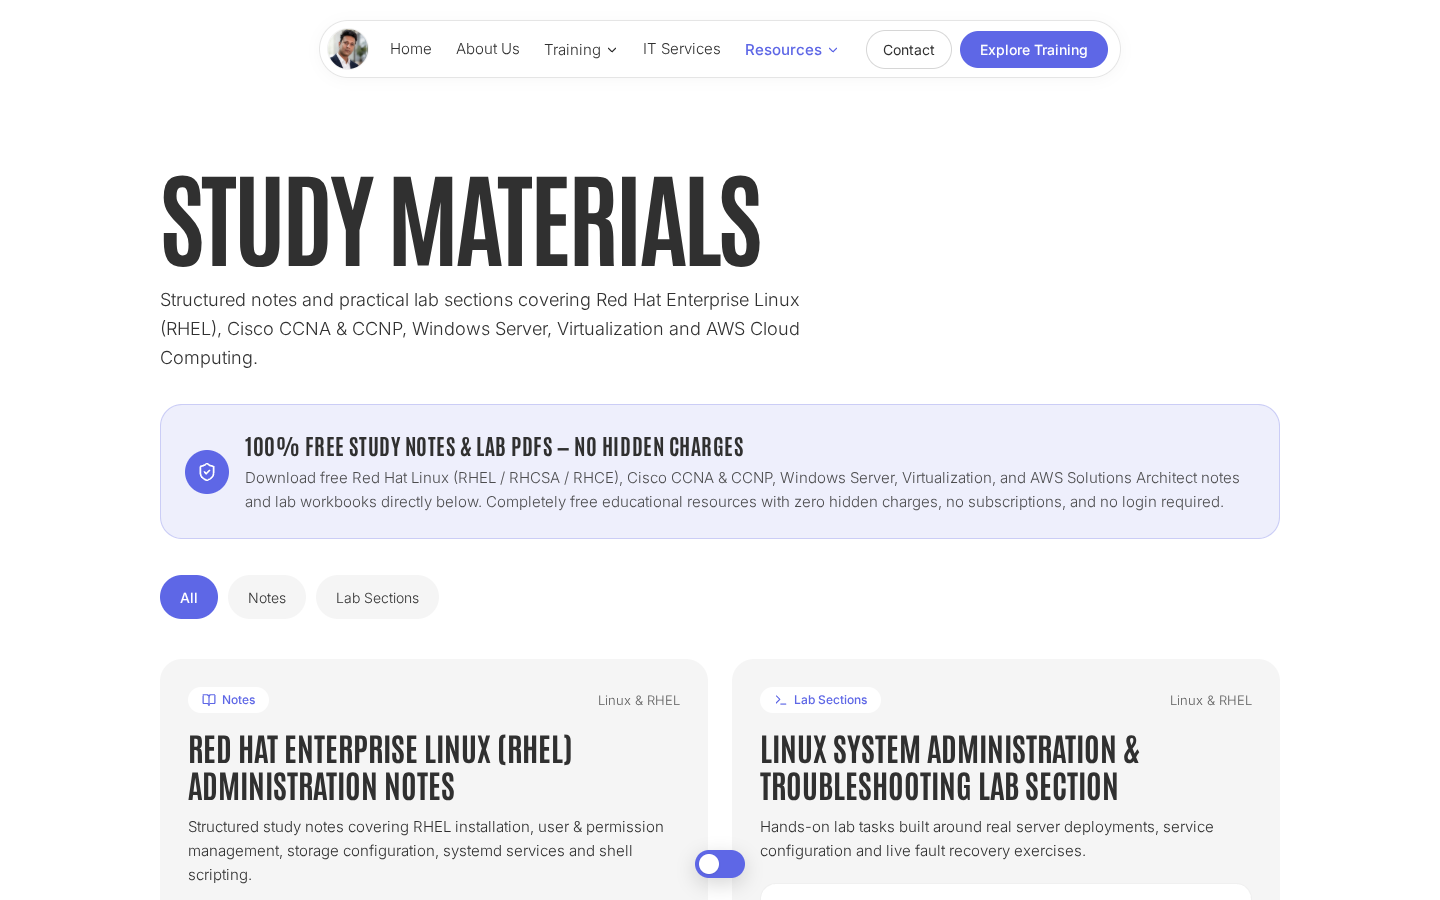 Home
About Us
Training
IT Services
Resources
Contact
Explore Training
STUDY MATERIALS
Structured notes and practical lab sections covering Red Hat Enterprise Linux
(RHEL), Cisco CCNA & CCNP, Windows Server, Virtualization and AWS Cloud
Computing.
100% FREE STUDY NOTES & LAB PDFS – NO HIDDEN CHARGES
Download free Red Hat Linux (RHEL / RHCSA / RHCE), Cisco CCNA & CCNP, Windows Server, Virtualization, and AWS Solutions Architect notes
and lab workbooks directly below. Completely free educational resources with zero hidden charges, no subscriptions, and no login required.
All
Notes
Lab Sections
Notes
Linux & RHEL
RED HAT ENTERPRISE LINUX (RHEL)
ADMINISTRATION NOTES
Structured study notes covering RHEL installation, user & permission
management, storage configuration, systemd services and shell
scripting.
Lab Sections
Linux & RHEL
LINUX SYSTEM ADMINISTRATION &
TROUBLESHOOTING LAB SECTION
Hands-on lab tasks built around real server deployments, service
configuration and live fault recovery exercises.